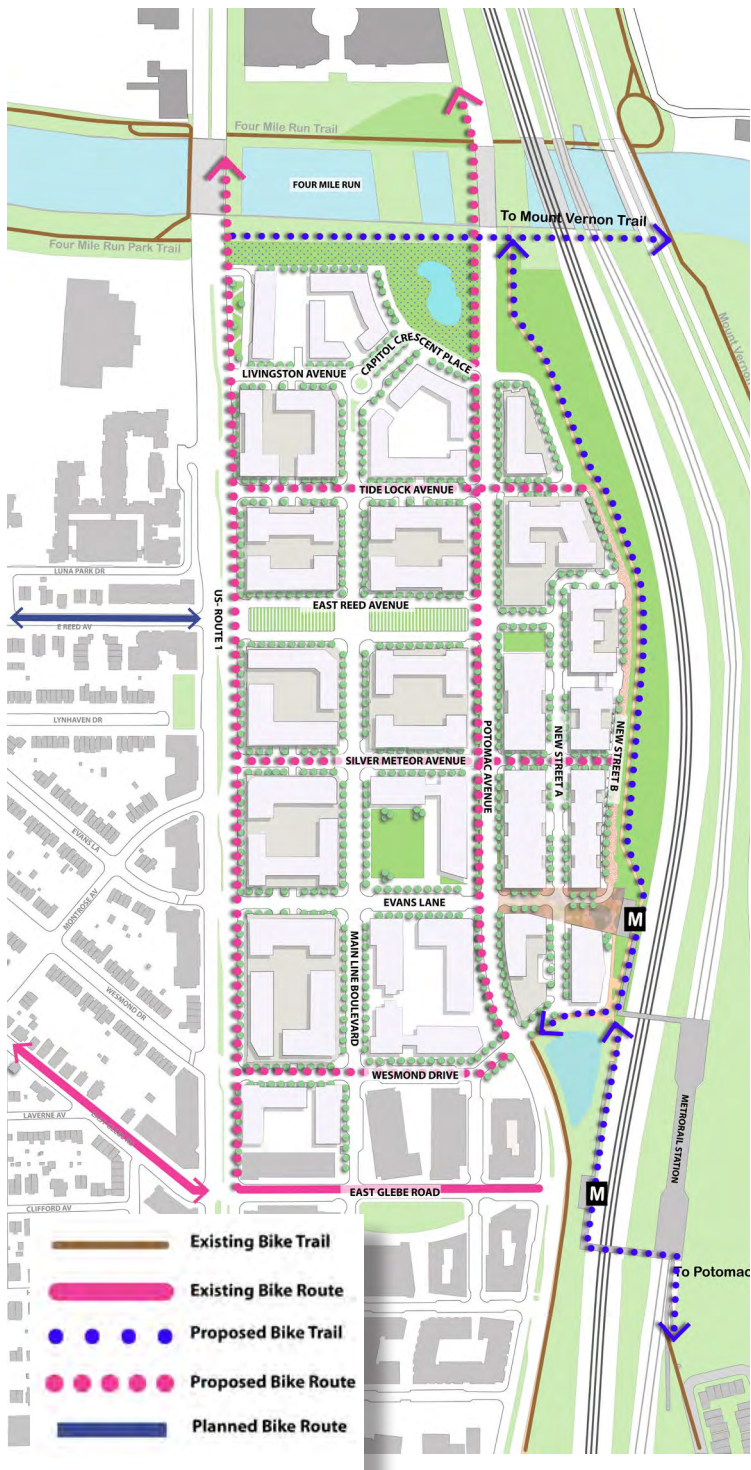 Four Mile Run Trail
FOUR MILE RUN
To Mount Vernon Trail
Four Mile Run Park Trail
Mount Vernon
CAPITOL CRESCENT PLACE
LIVINGSTON AVENUE
TIDE LOCK AVENUE
LUNA PARK DR
US- ROUTE 1
EAST REED AVENUE
E REED AV
LYNHAVEN DR
POTOMAC AVENUE
NEW STREET A
NEW STREET B
SILVER METEOR AVENUE
EVANS LA
MONTROSE AV
EVANS LANE
M
MAIN LINE BOULEVARD
WESMOND DR
WESMOND DRIVE
METRORAIL STATION
LAVERNE AV
EAST GLEBE ROAD
M
CLIFFORD AV
To Potomac
Existing Bike Trail
Existing Bike Route
Proposed Bike Trail
Proposed Bike Route
Planned Bike Route